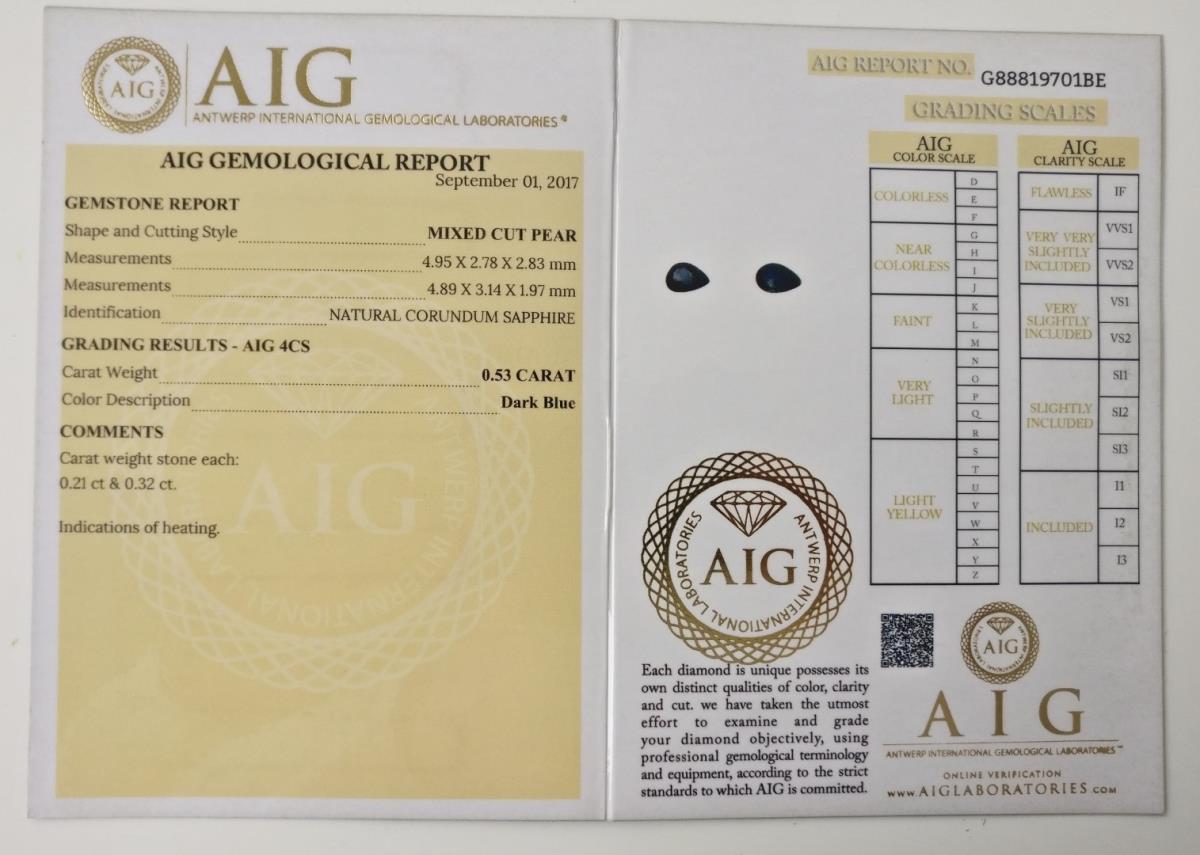 AIG
AIG
ANTWERP INTERNATIONAL GEMOLOGICAL LABORATORIES®
AIG GEMOLOGICAL REPORT
September 01, 2017
GEMSTONE REPORT
Shape and Cutting Style MIXED CUT PEAR
Measurements 4.95 X 2.78 X 2.83 mm
Measurements 4.89 X 3.14 X 1.97 mm
Identification NATURAL CORUNDUM SAPPHIRE
GRADING RESULTS - AIG 4CS
Carat Weight 0.53 CARAT
Color Description Dark Blue
COMMENTS
Carat weight stone each:
0.21 ct & 0.32 ct.
Indications of heating.
AIG
AIG REPORT NO. G88819701BE
GRADING SCALES
AIG
COLOR SCALE
COLORLESS
D
E
F
NEAR
COLORLESS
G
H
I
J
FAINT
K
L
M
VERY
LIGHT
N
O
P
Q
R
LIGHT
YELLOW
S
T
U
V
W
X
Y
Z
AIG
CLARITY SCALE
FLAWLESS
IF
VERY VERY
SLIGHTLY
INCLUDED
VVS1
VVS2
VERY
SLIGHTLY
INCLUDED
VS1
VS2
SLIGHTLY
INCLUDED
SI1
SI2
SI3
INCLUDED
I1
I2
I3
ANTWERP INTERNATIONAL LABORATORIES
AIG
Each diamond is unique possesses its
own distinct qualities of color, clarity
and cut. we have taken the utmost
effort to examine and grade
your diamond objectively, using
professional gemological terminology
and equipment, according to the strict
standards to which AIG is committed.
AIG
AIG
ANTWERP INTERNATIONAL GEMOLOGICAL LABORATORIES™
ONLINE VERIFICATION
www.AIGLABORATORIES.COM